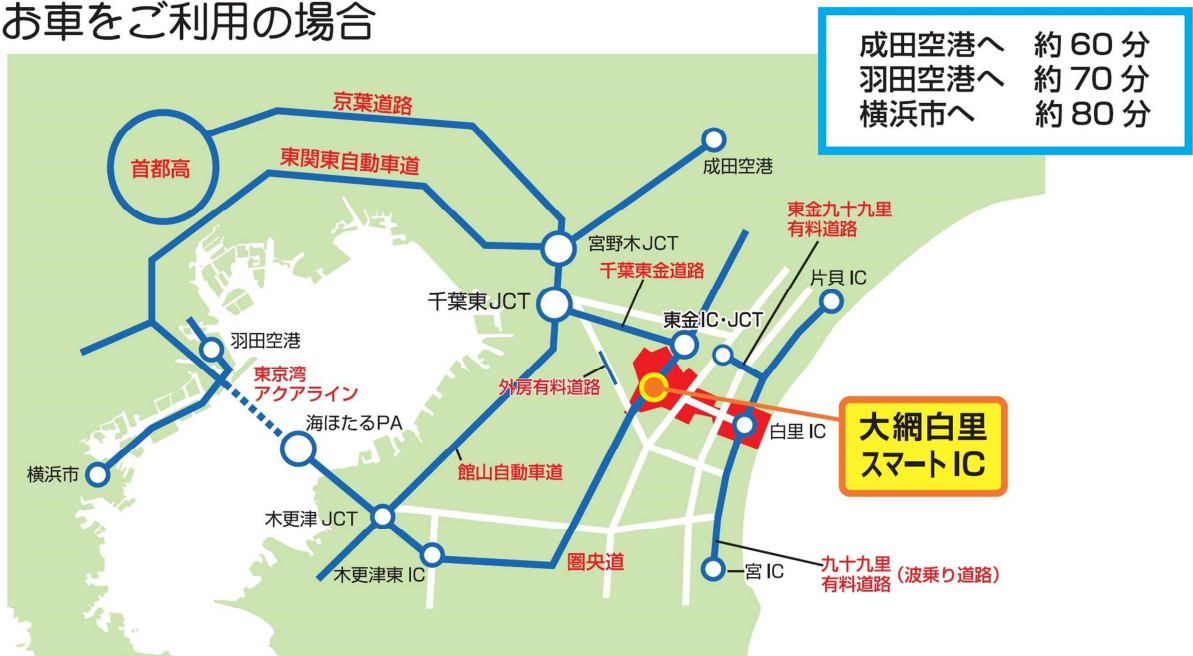 お車をご利用の場合
成田空港へ 約60分
羽田空港へ 約70分
横浜市へ 約80分
京葉道路
首都高
東関東自動車道
成田空港
東金九十九里
有料道路
宮野木JCT
千葉東金道路
片貝IC
千葉東JCT
東金IC・JCT
羽田空港
東京湾
アクアライン
外房有料道路
海ほたるPA
白里IC
大網白里
スマートIC
横浜市
館山自動車道
木更津JCT
木更津東IC
圏央道
一宮IC
九十九里
有料道路（波乗り道路）